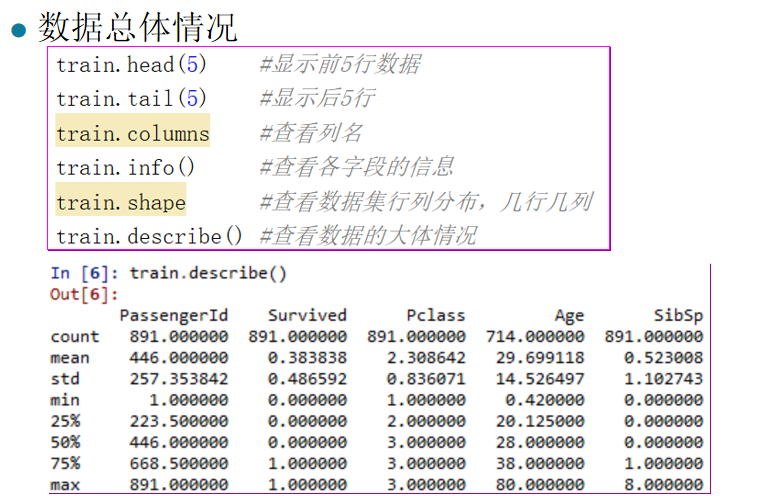 数据总体情况
train.head(5) #显示前5行数据
train.tail(5) #显示后5行
train.columns #查看列名
train.info() #查看各字段的信息
train.shape #查看数据集行列分布，几行几列
train.describe() #查看数据的大体情况
In [6]: train.describe()
Out[6]:
PassengerId Survived Pclass Age SibSp
count 891.000000 891.000000 891.000000 714.000000 891.000000
mean 446.000000 0.383838 2.308642 29.699118 0.523008
std 257.353842 0.486592 0.836071 14.526497 1.102743
min 1.000000 0.000000 1.000000 0.420000 0.000000
25% 223.500000 0.000000 2.000000 20.125000 0.000000
50% 446.000000 0.000000 3.000000 28.000000 0.000000
75% 668.500000 1.000000 3.000000 38.000000 1.000000
max 891.000000 1.000000 3.000000 80.000000 8.000000